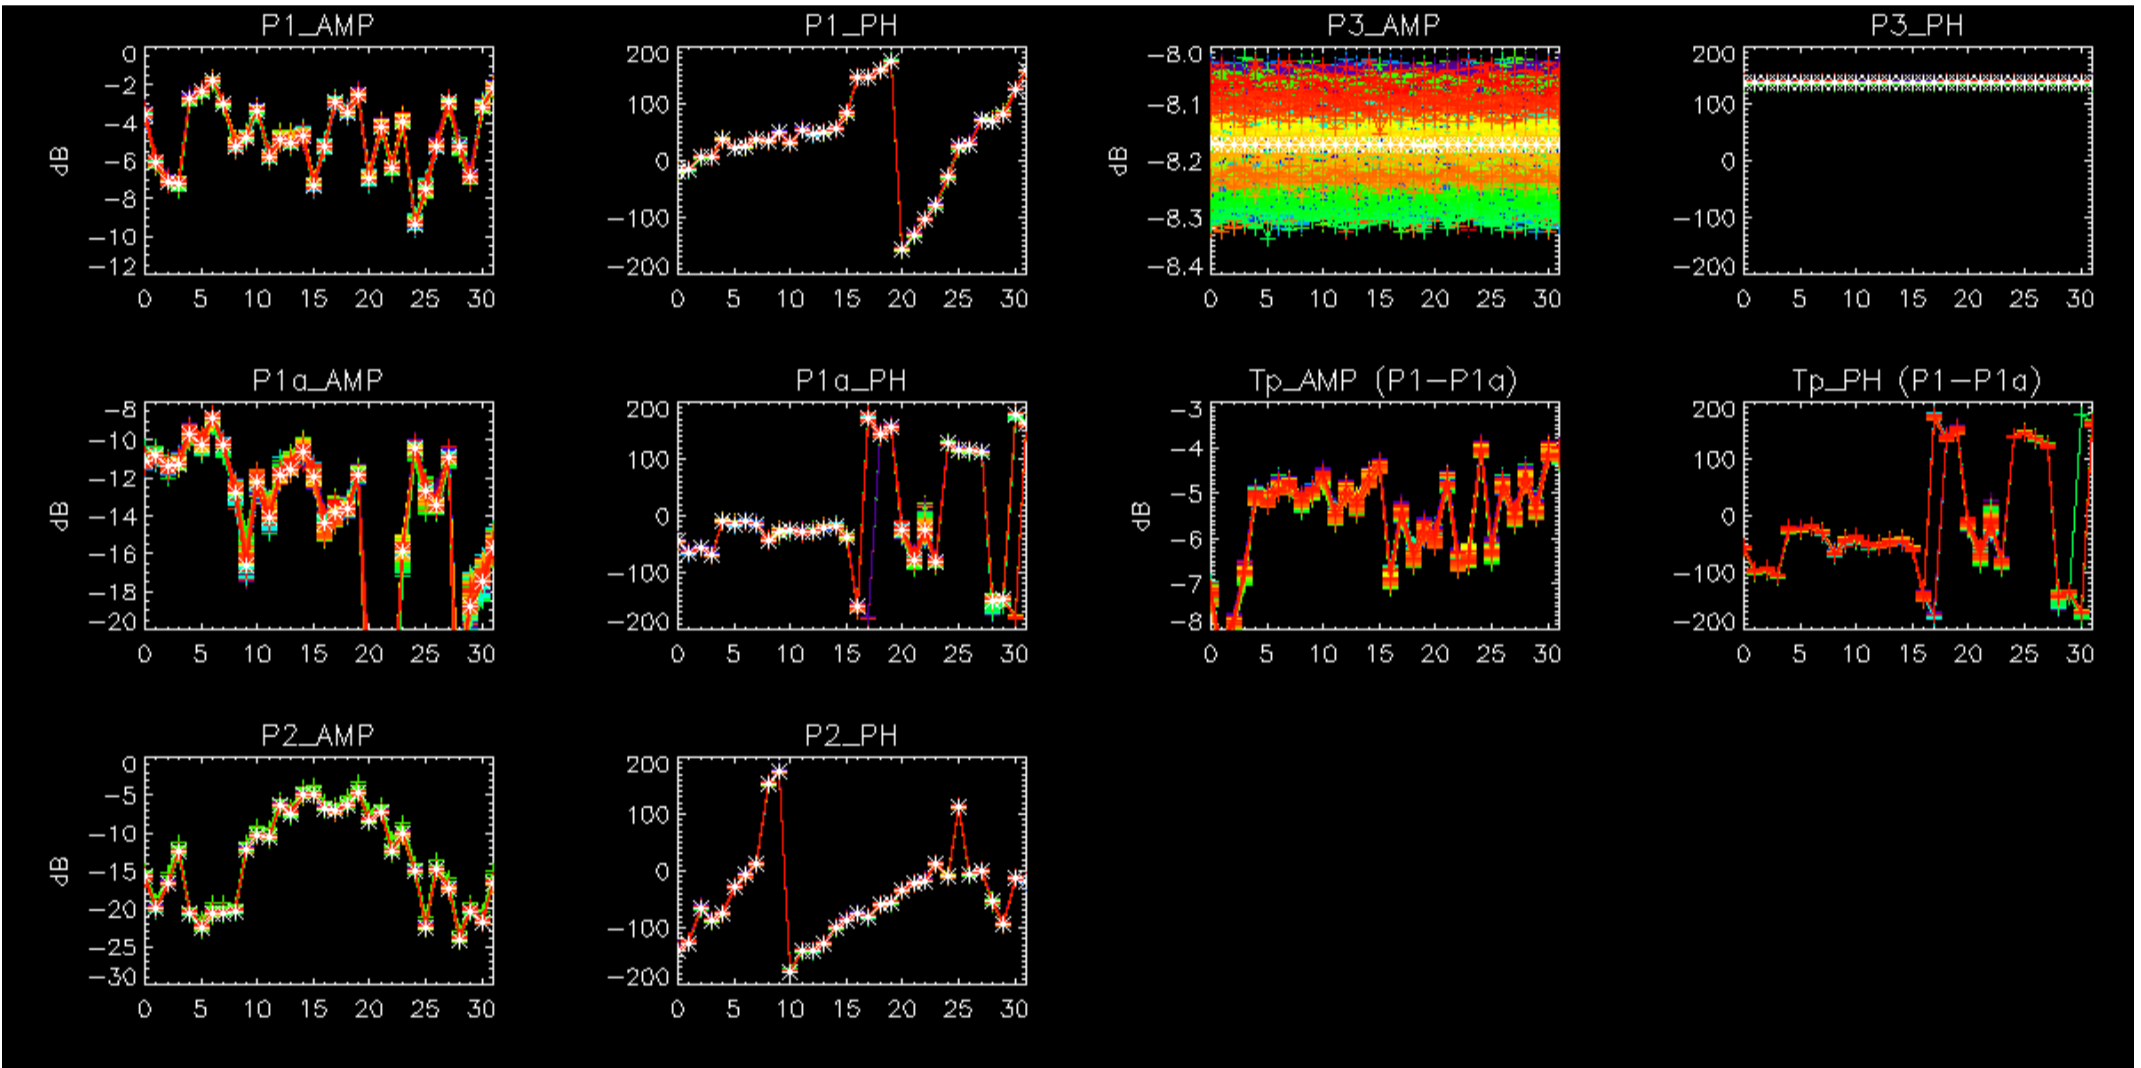 P1_AMP
0
-2
-4
-6
-8
-10
-12
dB
0 5 10 15 20 25 30
P1_PH
200
100
0
-100
-200
0 5 10 15 20 25 30
P3_AMP
-8.0
-8.1
-8.2
-8.3
-8.4
dB
0 5 10 15 20 25 30
P3_PH
200
100
0
-100
-200
0 5 10 15 20 25 30
P1a_AMP
-8
-10
-12
-14
-16
-18
-20
dB
0 5 10 15 20 25 30
P1a_PH
200
100
0
-100
-200
0 5 10 15 20 25 30
Tp_AMP (P1-P1a)
-3
-4
-5
-6
-7
-8
dB
0 5 10 15 20 25 30
Tp_PH (P1-P1a)
200
100
0
-100
-200
0 5 10 15 20 25 30
P2_AMP
0
-5
-10
-15
-20
-25
-30
dB
0 5 10 15 20 25 30
P2_PH
200
100
0
-100
-200
0 5 10 15 20 25 30